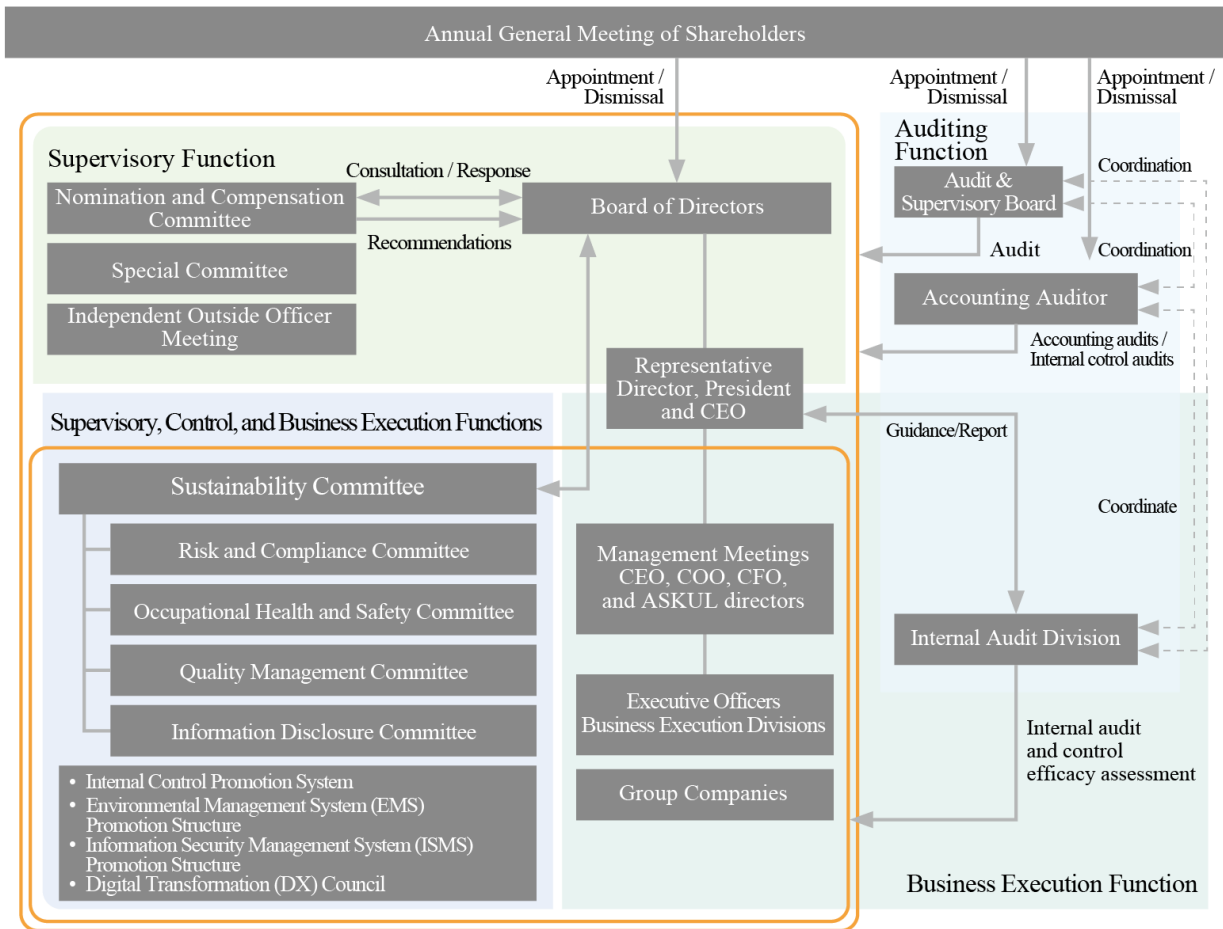 Annual General Meeting of Shareholders
Appointment /
Dismissal
Appointment /
Dismissal
Appointment /
Dismissal
Supervisory Function
Nomination and Compensation
Committee
Consultation / Response
Recommendations
Board of Directors
Special Committee
Independent Outside Officer
Meeting
Auditing
Function
Audit &
Supervisory Board
Coordination
Audit
Coordination
Accounting Auditor
Accounting audits /
Internal cotrol audits
Representative
Director, President
and CEO
Guidance/Report
Supervisory, Control, and Business Execution Functions
Sustainability Committee
Risk and Compliance Committee
Occupational Health and Safety Committee
Quality Management Committee
Information Disclosure Committee
• Internal Control Promotion System
• Environmental Management System (EMS)
Promotion Structure
• Information Security Management System (ISMS)
Promotion Structure
• Digital Transformation (DX) Council
Management Meetings
CEO, COO, CFO,
and ASKUL directors
Executive Officers
Business Execution Divisions
Group Companies
Coordinate
Internal Audit Division
Internal audit
and control
efficacy assessment
Business Execution Function